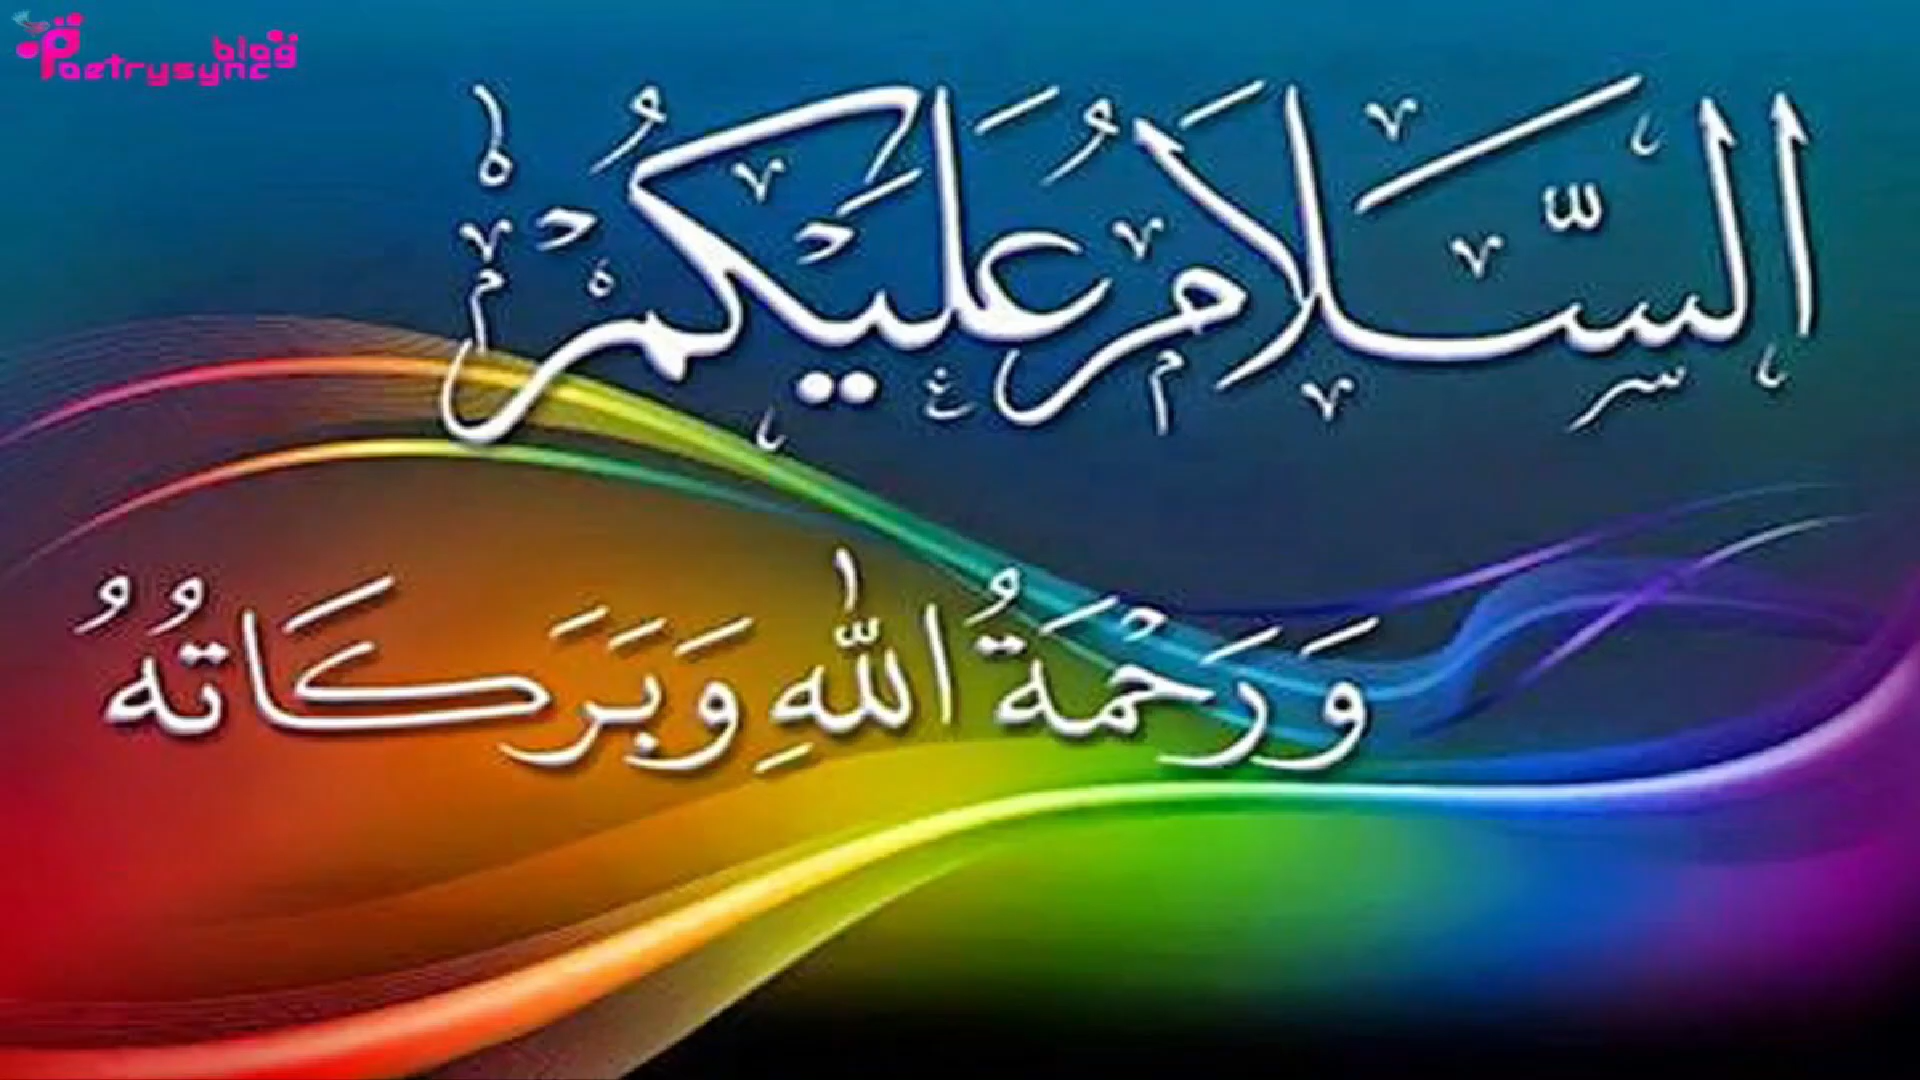 Poetrysync blog
السَّلَامُ عَلَيْكُمْ
وَرَحْمَةُ اللهِ وَبَرَكَاتُهُ